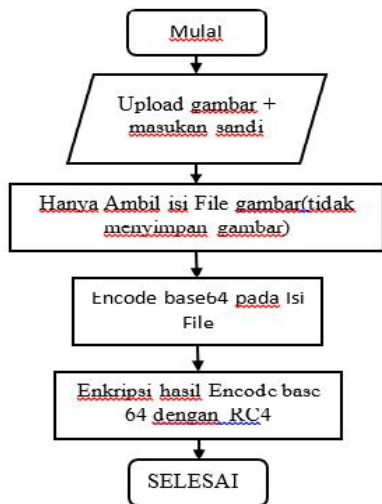 Mulai
Upload gambar +
masukan sandi
Hanya Ambil isi File gambar(tidak
menyimpan gambar)
Encode base64 pada Isi
File
Enkripsi hasil Encode base
64 dengan RC4
SELESAI